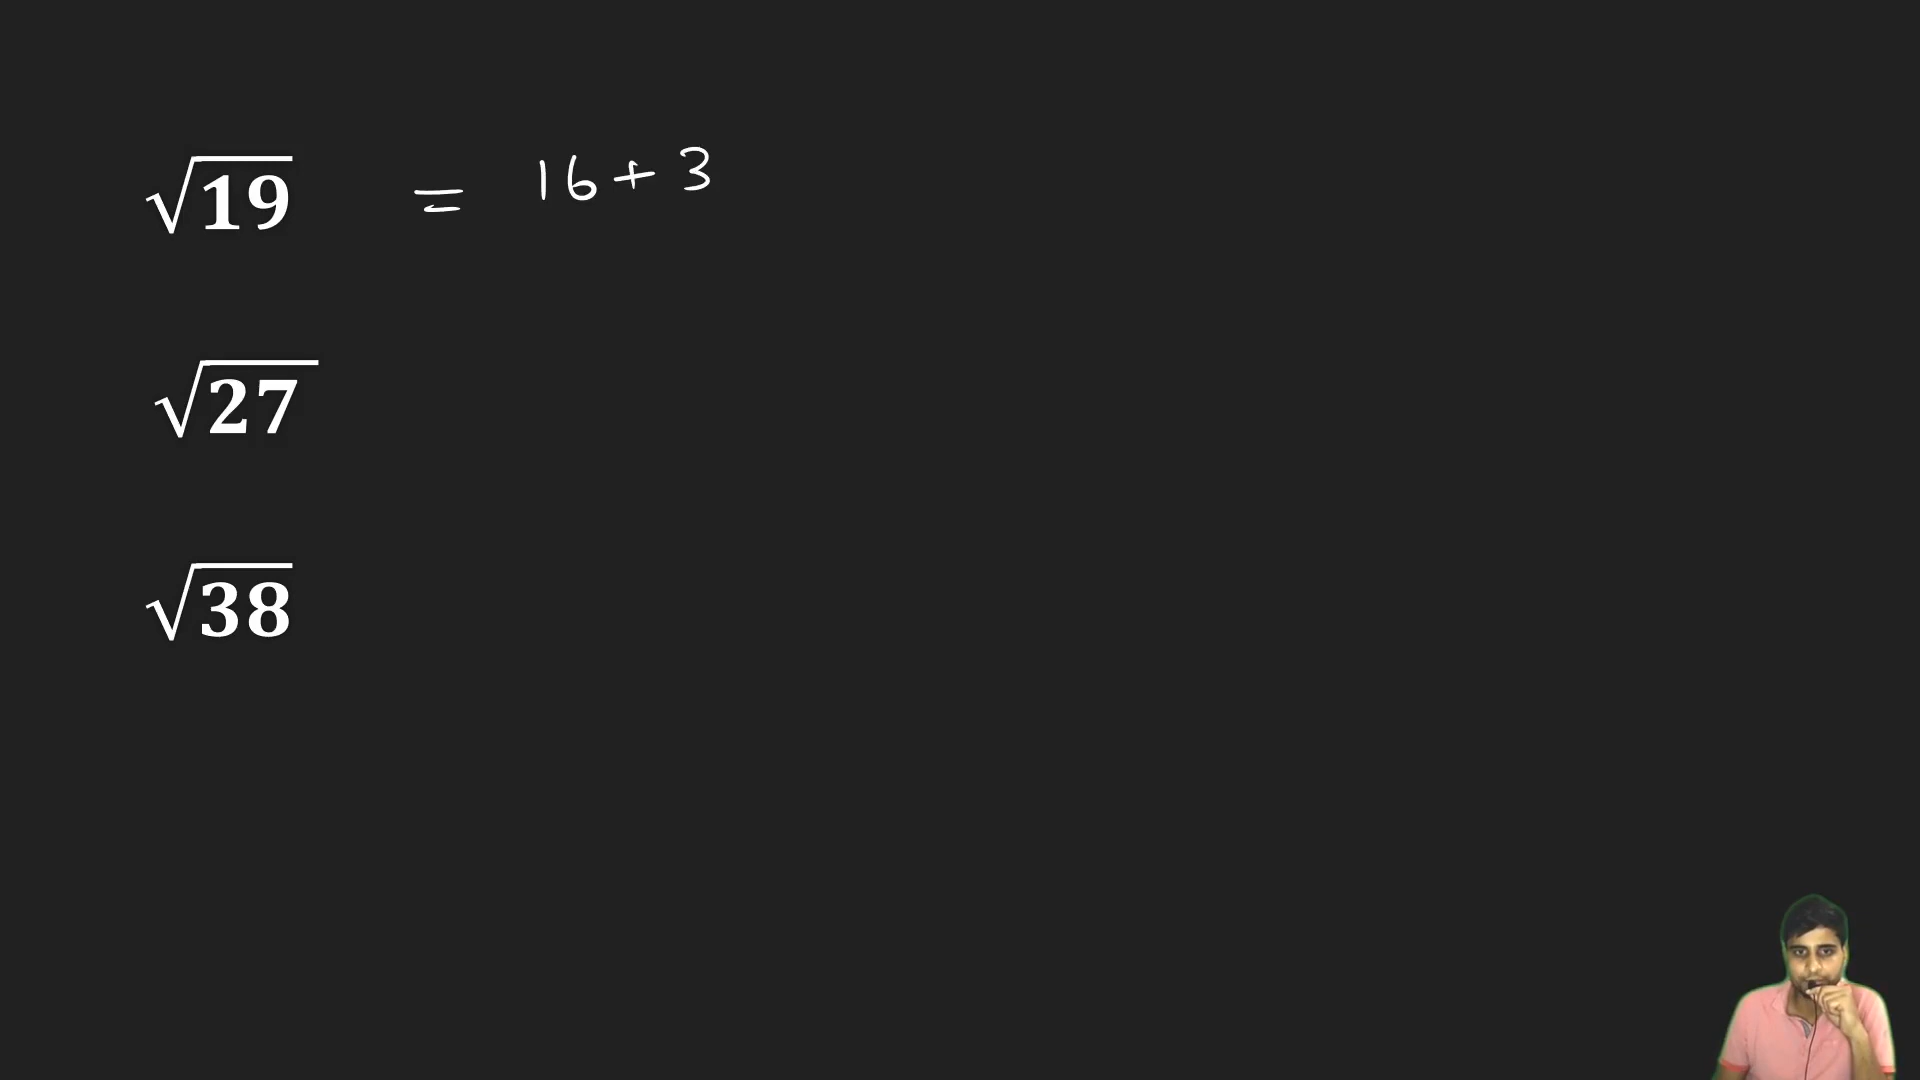 √19 = 16 + 3
√27
√38